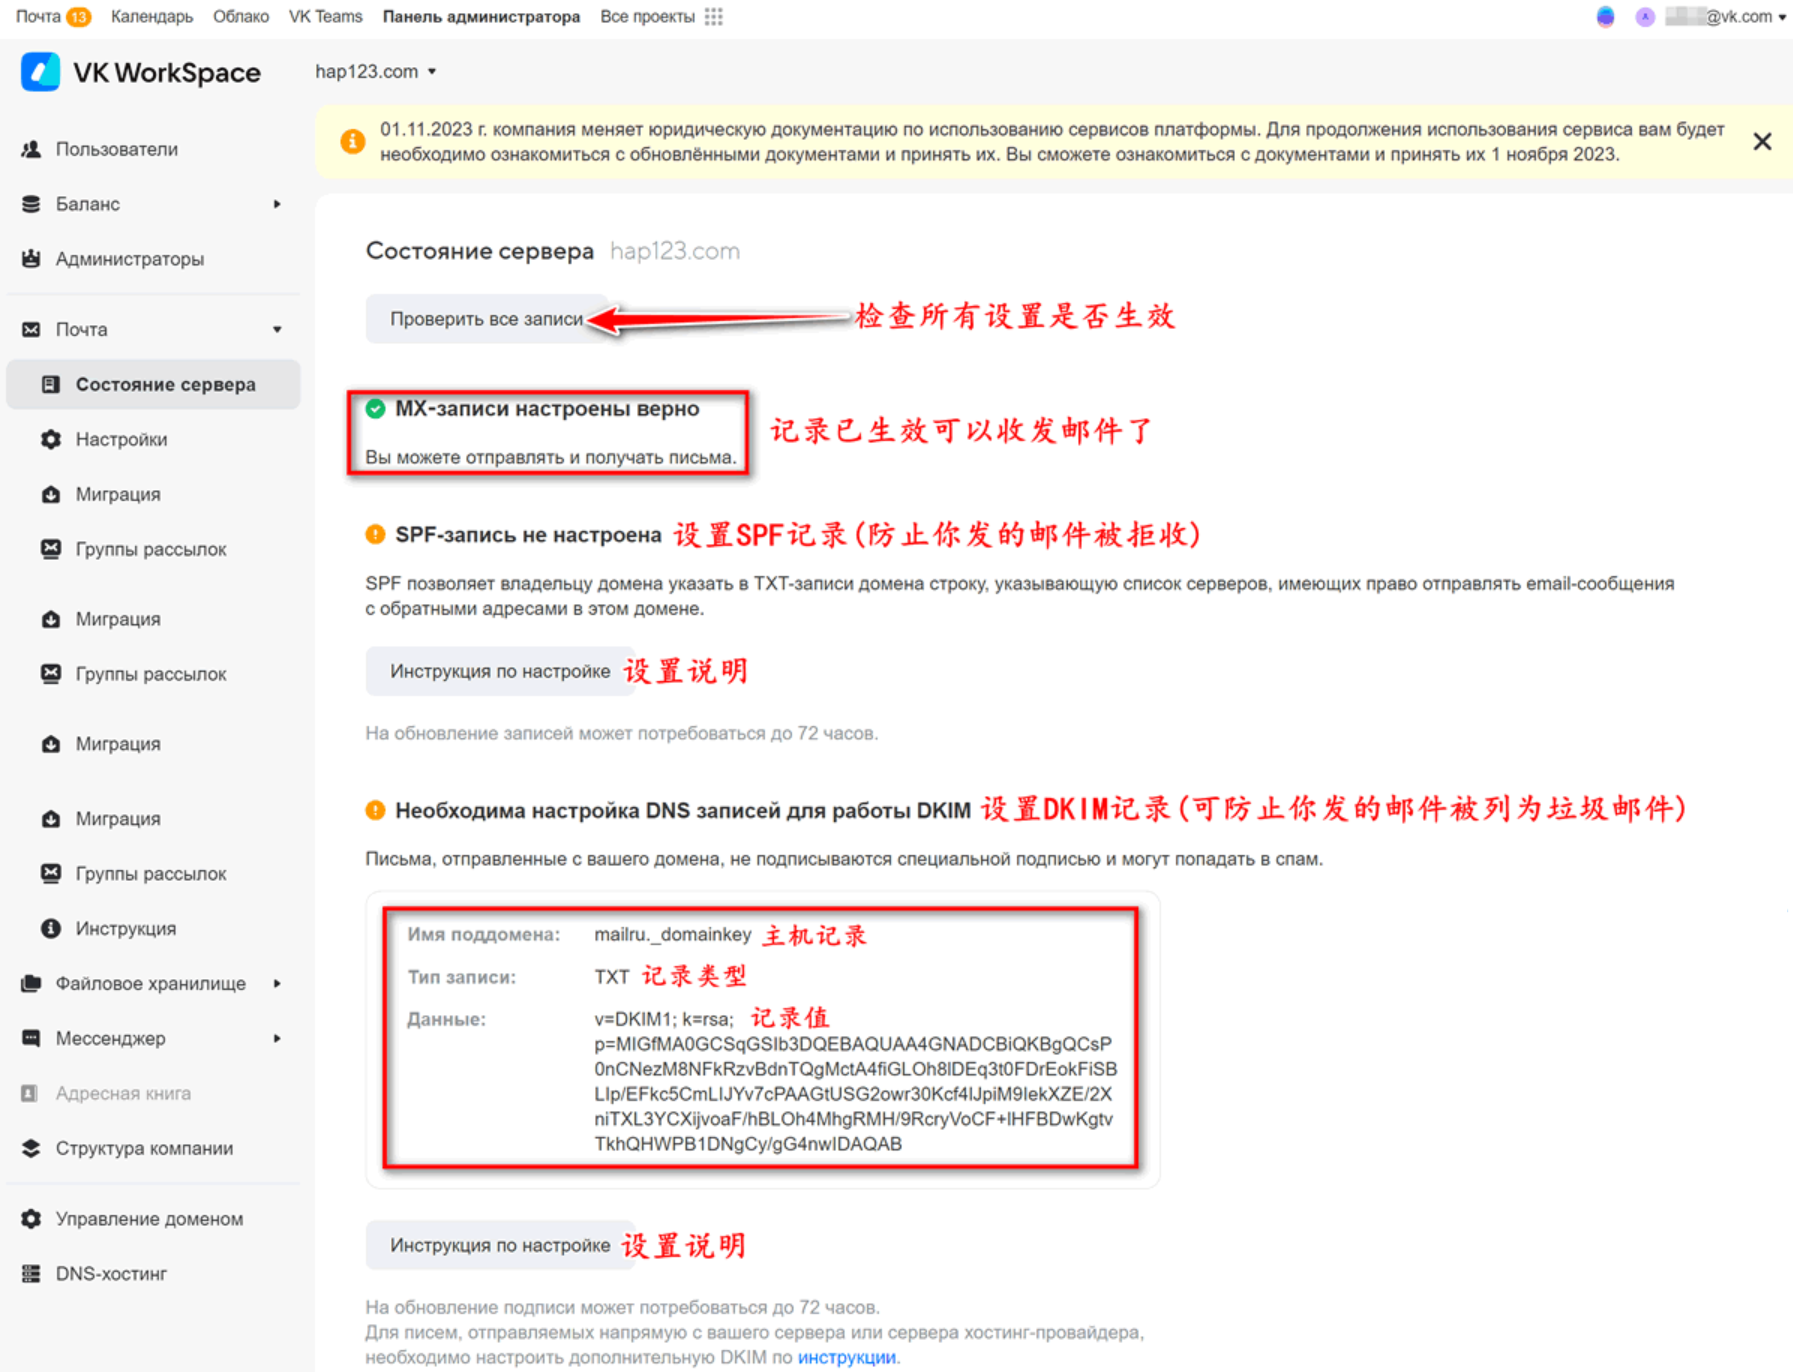 Почта 13 Календарь Облако VK Teams Панель администратора Все проекты @vk.com
VK WorkSpace
hap123.com
01.11.2023 г. компания меняет юридическую документацию по использованию сервисов платформы. Для продолжения использования сервиса вам будет
необходимо ознакомиться с обновлёнными документами и принять их. Вы сможете ознакомиться с документами и принять их 1 ноября 2023.
Пользователи
Баланс
Администраторы
Почта
Состояние сервера
Настройки
Миграция
Группы рассылок
Миграция
Группы рассылок
Миграция
Миграция
Группы рассылок
Инструкция
Файловое хранилище
Мессенджер
Адресная книга
Структура компании
Управление доменом
DNS-хостинг
Состояние сервера hap123.com
Проверить все записи 检查所有设置是否生效
MX-записи настроены верно
Вы можете отправлять и получать письма.
记录已生效可以收发邮件了
SPF-запись не настроена 设置SPF记录(防止你发的邮件被拒收)
SPF позволяет владельцу домена указать в TXT-записи домена строку, указывающую список серверов, имеющих право отправлять email-сообщения
с обратными адресами в этом домене.
Инструкция по настройке 设置说明
На обновление записей может потребоваться до 72 часов.
Необходима настройка DNS записей для работы DKIM 设置DKIM记录(可防止你发的邮件被列为垃圾邮件)
Письма, отправленные с вашего домена, не подписываются специальной подписью и могут попадать в спам.
Имя поддомена: mailru._domainkey 主机记录
Тип записи: TXT 记录类型
Данные: v=DKIM1; k=rsa; 记录值
p=MIGfMA0GCSqGSIb3DQEBAQUAA4GNADCBiQKBgQCsP
0nCNezM8NFkRzvBdnTQgMctA4fiGLOh8lDEq3t0FDrEokFiSB
LIp/EFkc5CmLIJYv7cPAAGtUSG2owr30Kcf4IJpiM9IekXZE/2X
niTXL3YCXijvoaF/hBLOh4MhgRMH/9RcryVoCF+IHFBDwKgtv
TkhQHWPB1DNgCy/gG4nwIDAQAB
Инструкция по настройке 设置说明
На обновление подписи может потребоваться до 72 часов.
Для писем, отправляемых напрямую с вашего сервера или сервера хостинг-провайдера,
необходимо настроить дополнительную DKIM по инструкции.